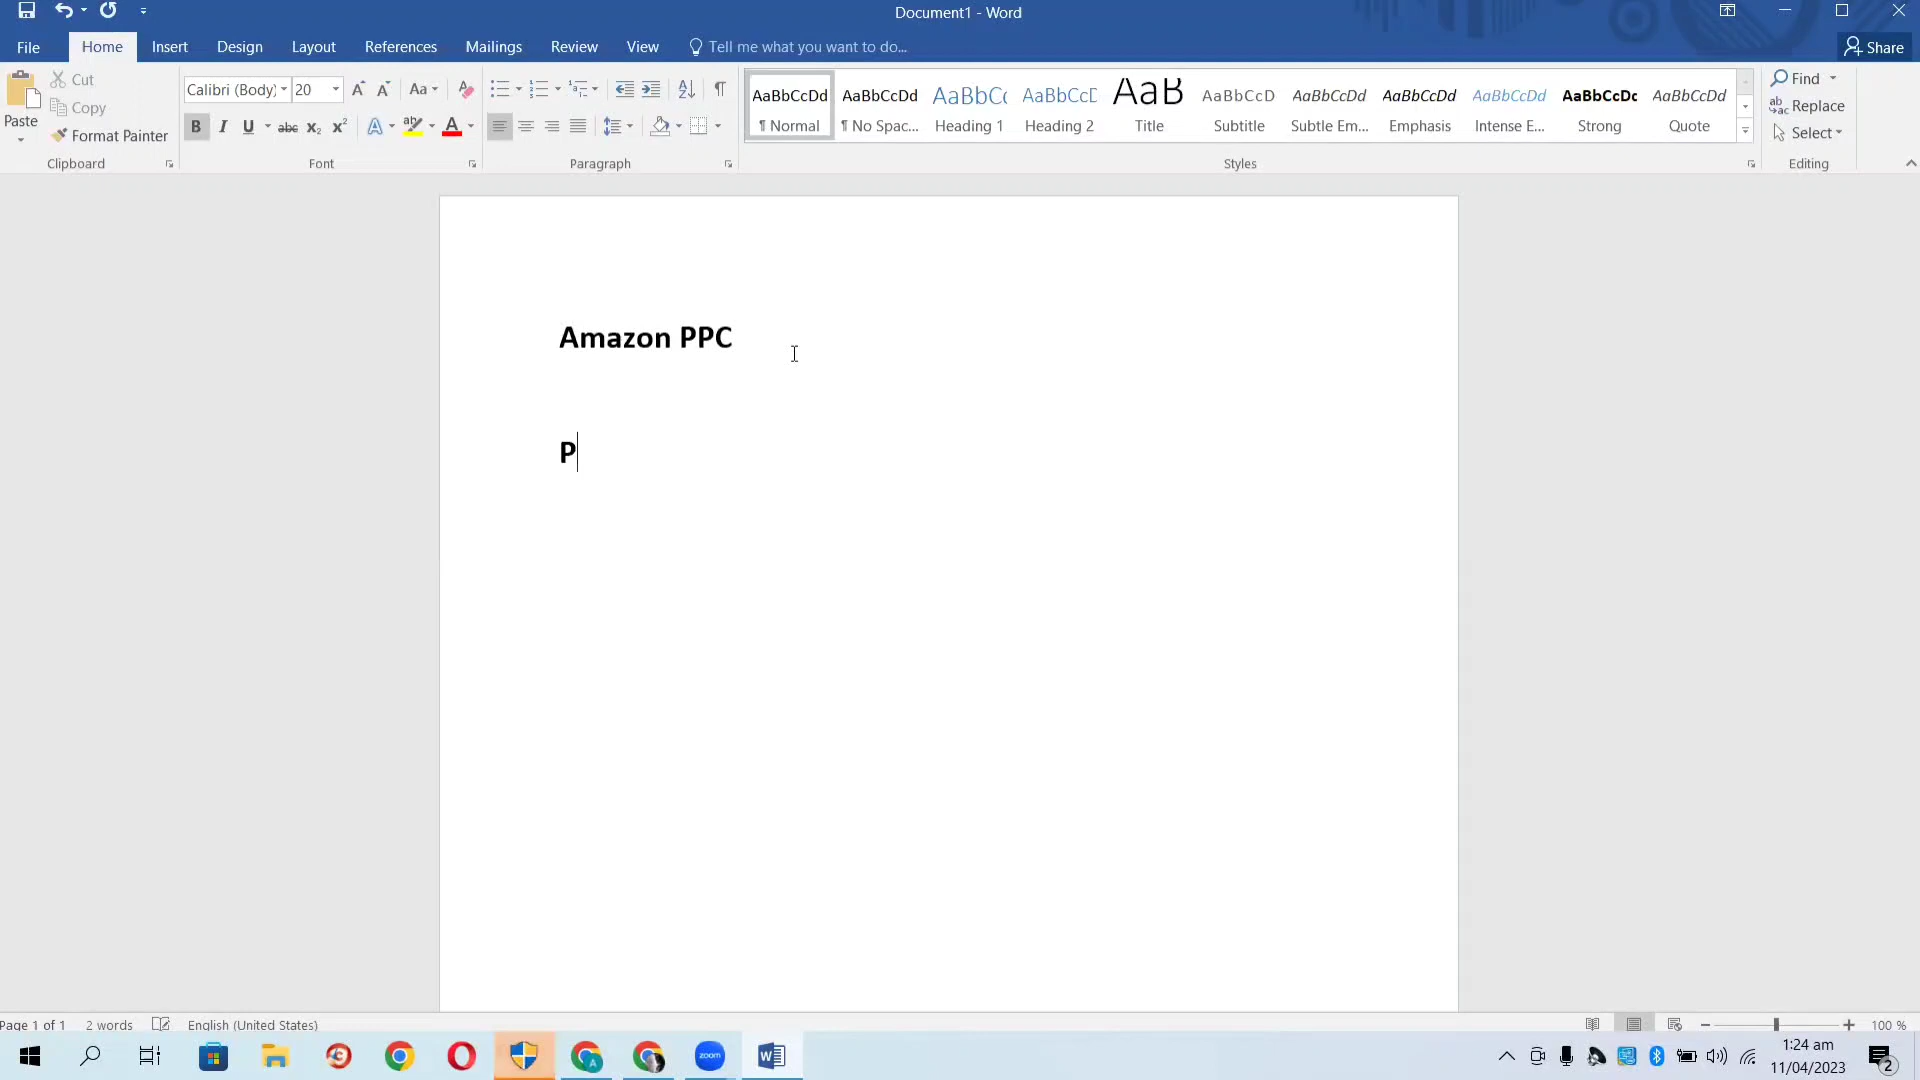 Document1 - Word
File Home Insert Design Layout References Mailings Review View Tell me what you want to do... Share
Paste Cut Copy Format Painter Clipboard
Calibri (Body) 20 Aa Font
Paragraph
AaBbCcDd ¶ Normal
AaBbCcDd ¶ No Spac...
AaBbCc Heading 1
AaBbCcD Heading 2
AaB Title
AaBbCcD Subtitle
AaBbCcDd Subtle Em...
AaBbCcDd Emphasis
AaBbCcDd Intense E...
AaBbCcDc Strong
AaBbCcDd Quote
Styles
Find
Replace
Select
Editing
Amazon PPC
P
Page 1 of 1 2 words English (United States) 100 %
zoom
1:24 am
11/04/2023
2